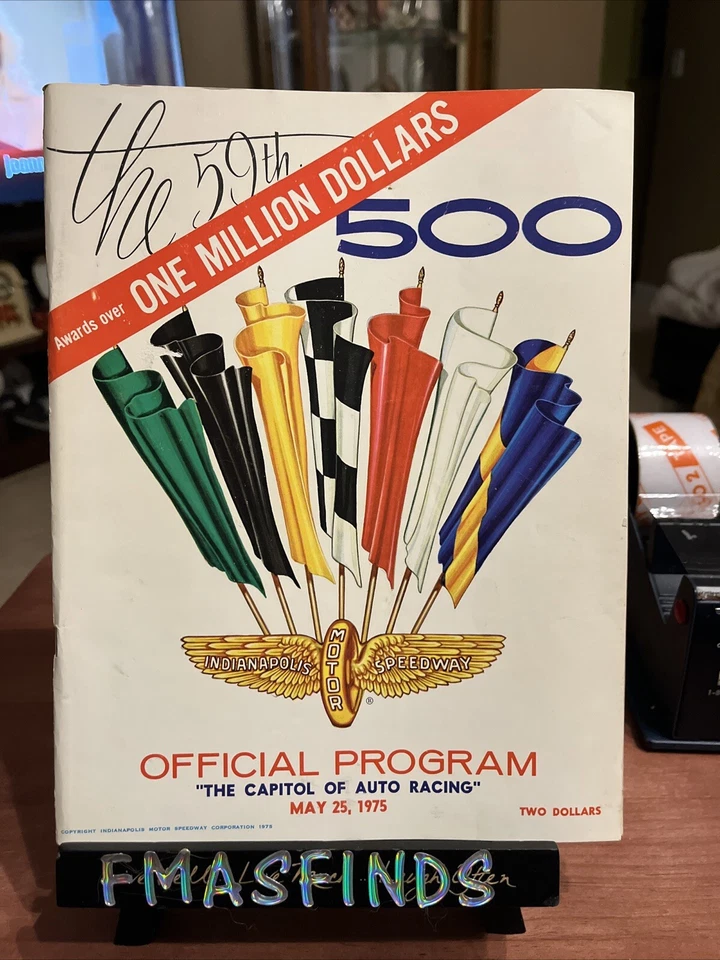 the 59th
Awards over ONE MILLION DOLLARS
500
INDIANAPOLIS MOTOR SPEEDWAY
®
OFFICIAL PROGRAM
"THE CAPITOL OF AUTO RACING"
MAY 25, 1975
TWO DOLLARS
COPYRIGHT INDIANAPOLIS MOTOR SPEEDWAY CORPORATION 1975
FMASFINDS
TAPE